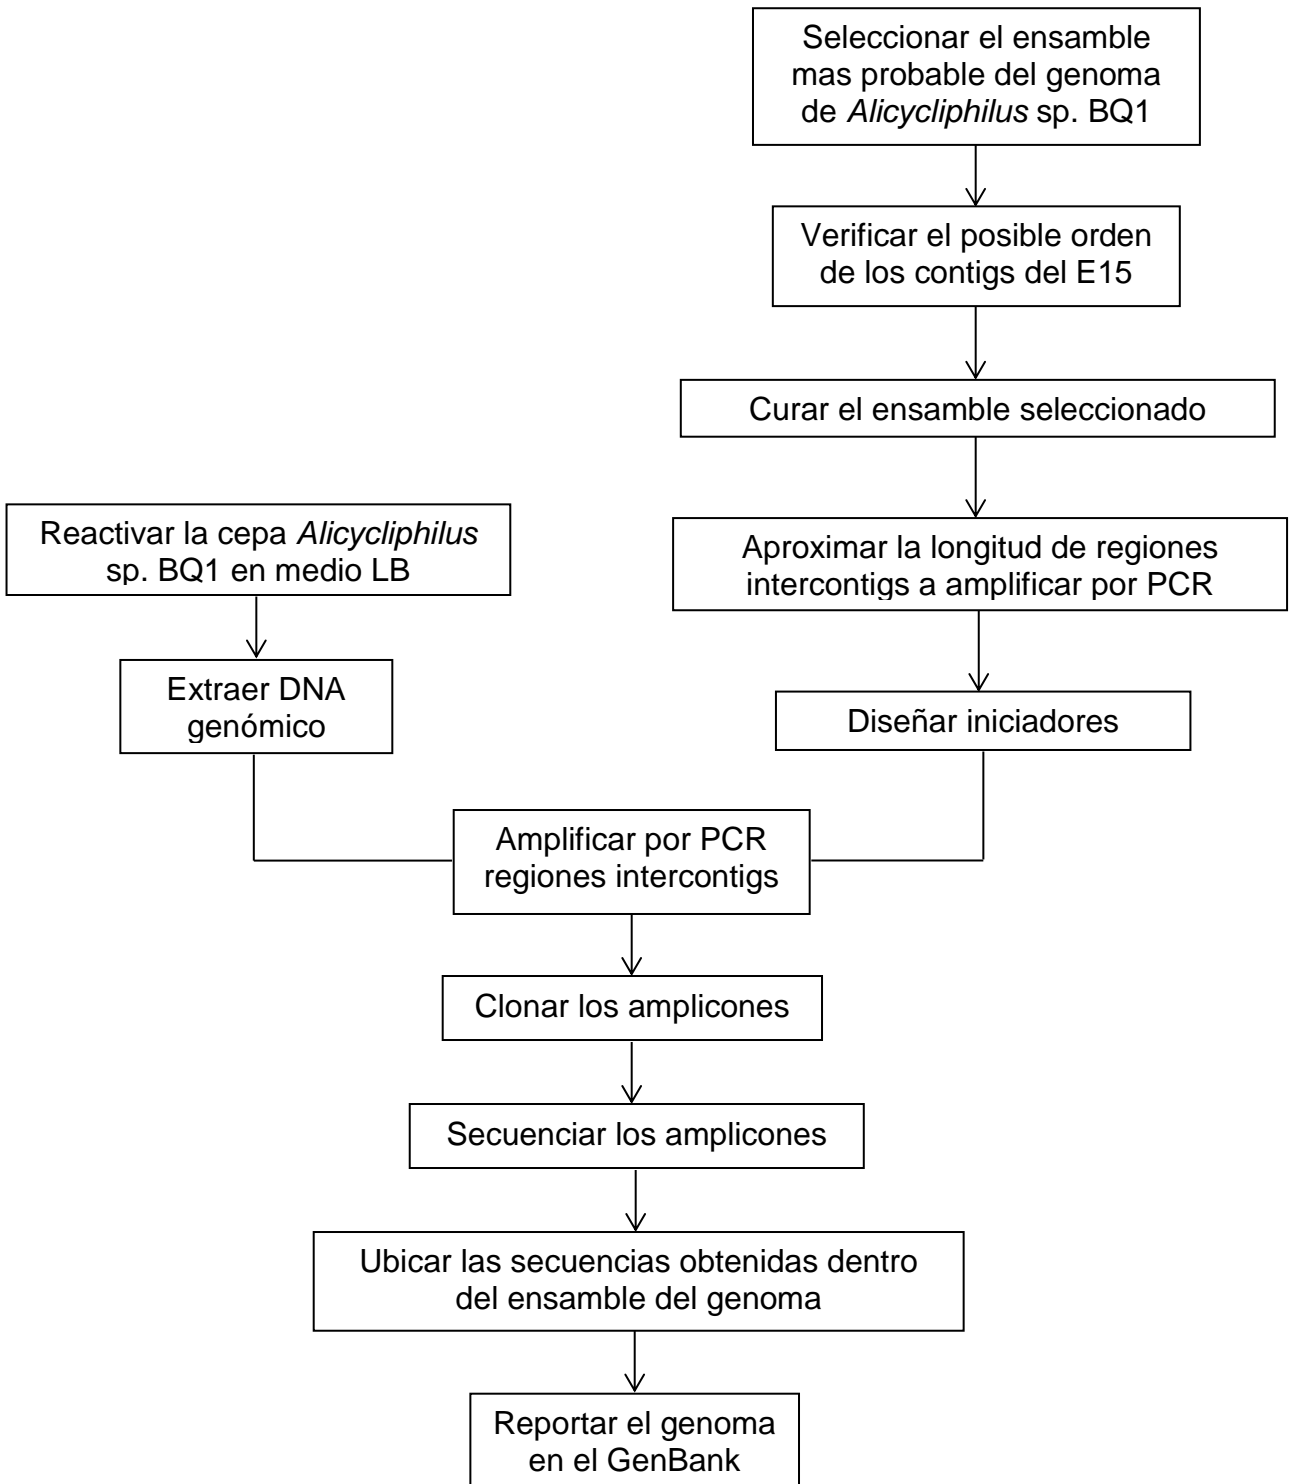 Seleccionar el ensamble
mas probable del genoma
de Alicycliphilus sp. BQ1
Verificar el posible orden
de los contigs del E15
Curar el ensamble seleccionado
Aproximar la longitud de regiones
intercontigs a amplificar por PCR
Diseñar iniciadores
Reactivar la cepa Alicycliphilus
sp. BQ1 en medio LB
Extraer DNA
genómico
Amplificar por PCR
regiones intercontigs
Clonar los amplicones
Secuenciar los amplicones
Ubicar las secuencias obtenidas dentro
del ensamble del genoma
Reportar el genoma
en el GenBank